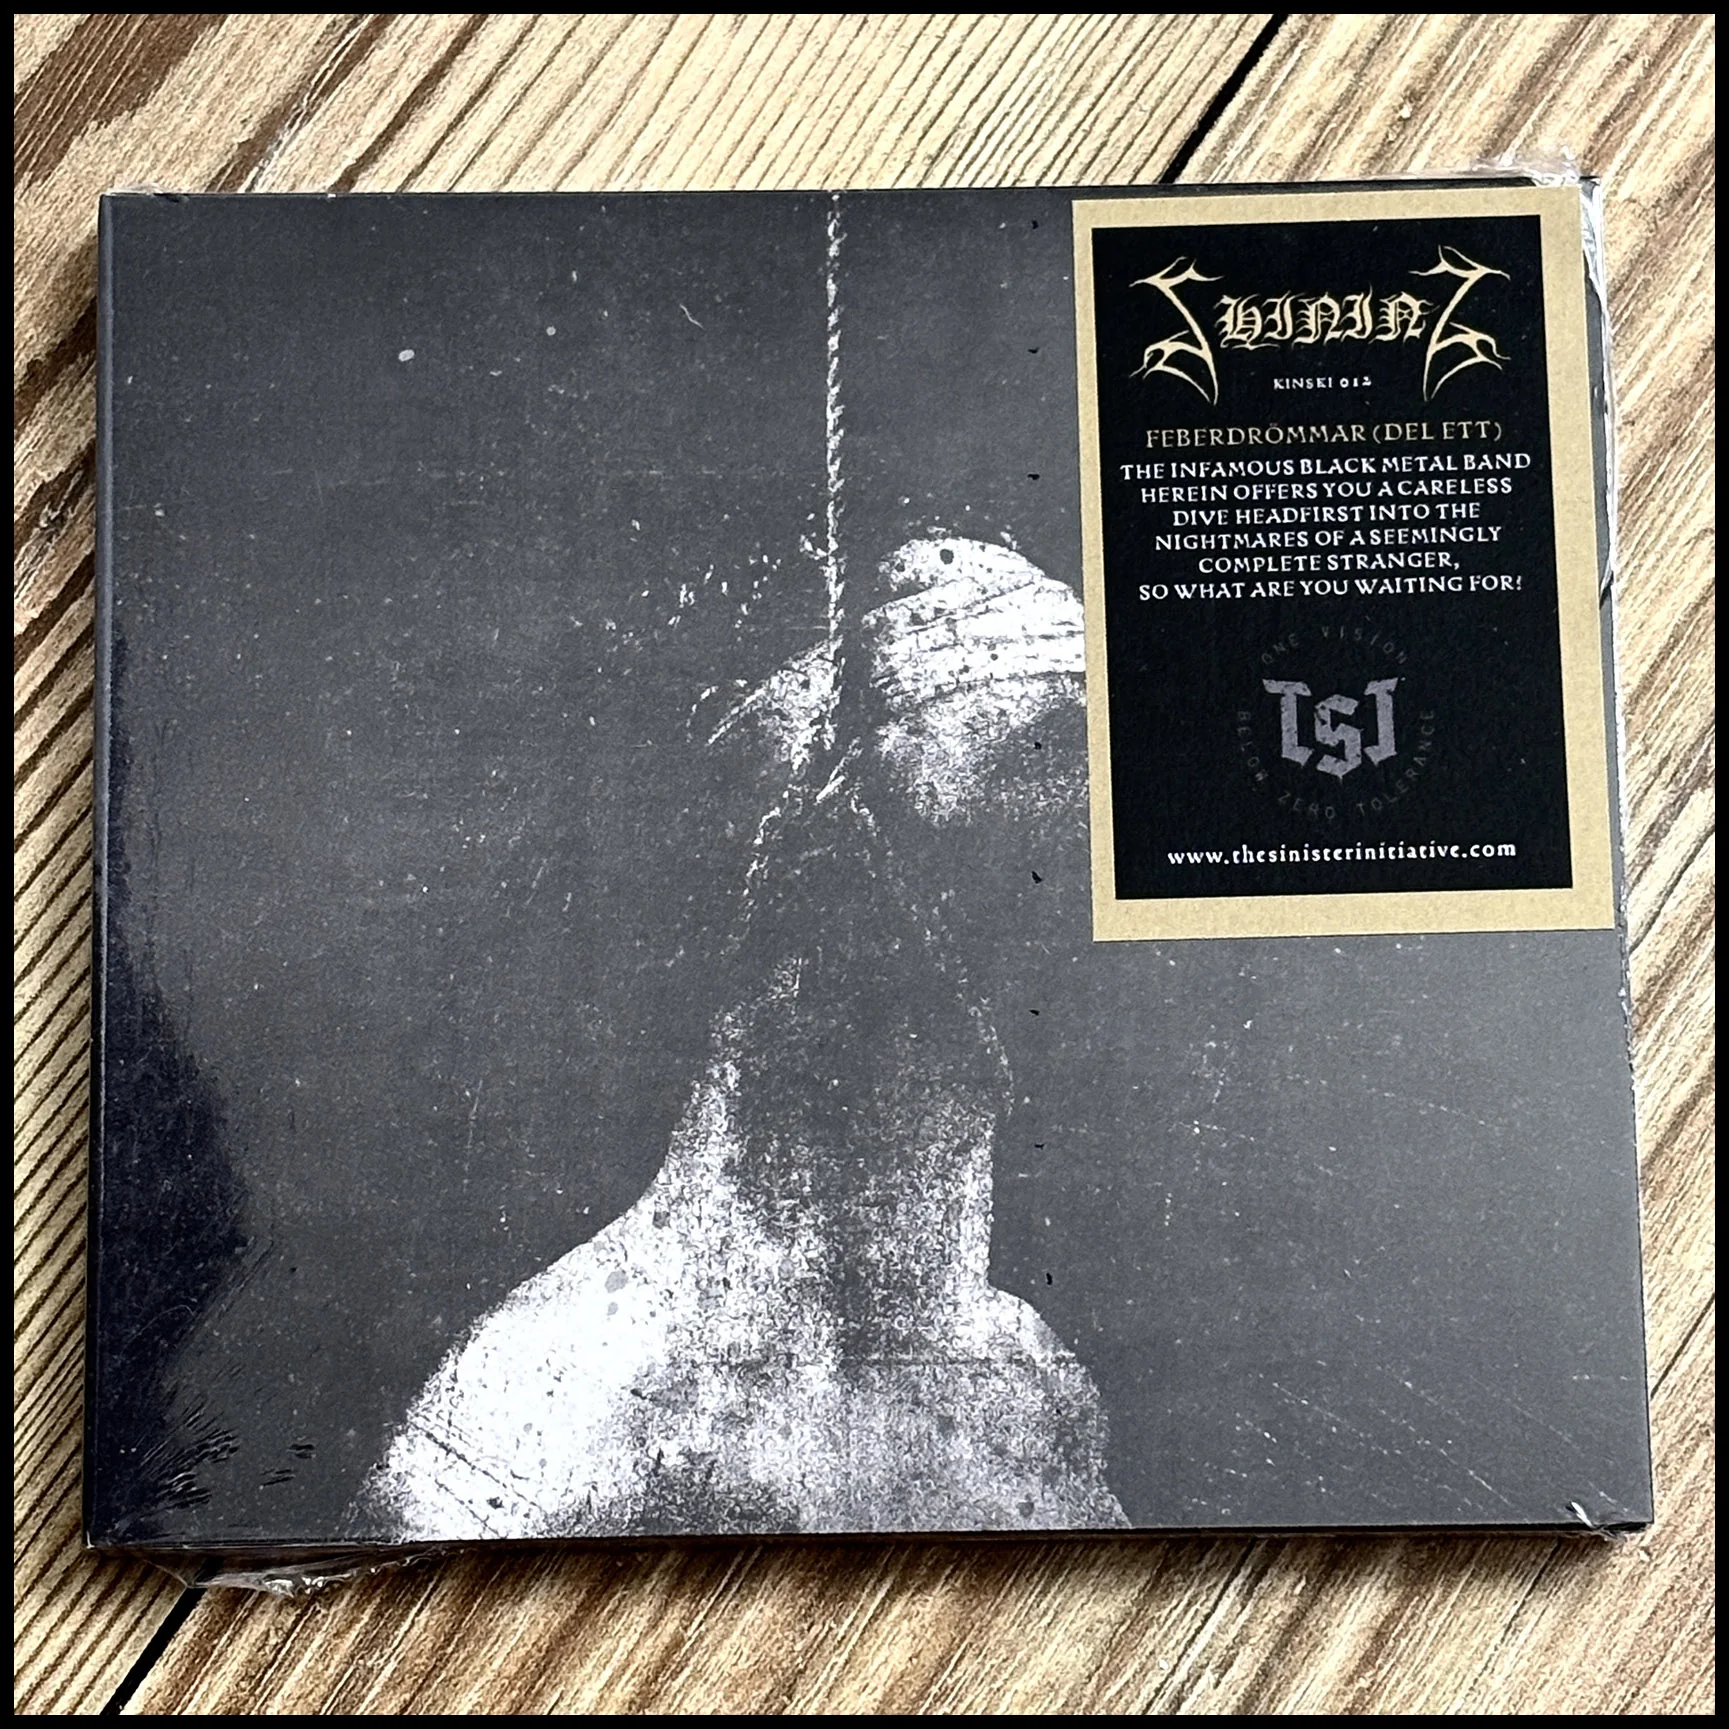 SHINING
KINSKI 012
FEBERDRÖMMAR (DEL ETT)
THE INFAMOUS BLACK METAL BAND
HEREIN OFFERS YOU A CARELESS
DIVE HEADFIRST INTO THE
NIGHTMARES OF A SEEMINGLY
COMPLETE STRANGER,
SO WHAT ARE YOU WAITING FOR?
ONE VISION
TSI
BELOW ZERO TOLERANCE
www.thesinisterinitiative.com